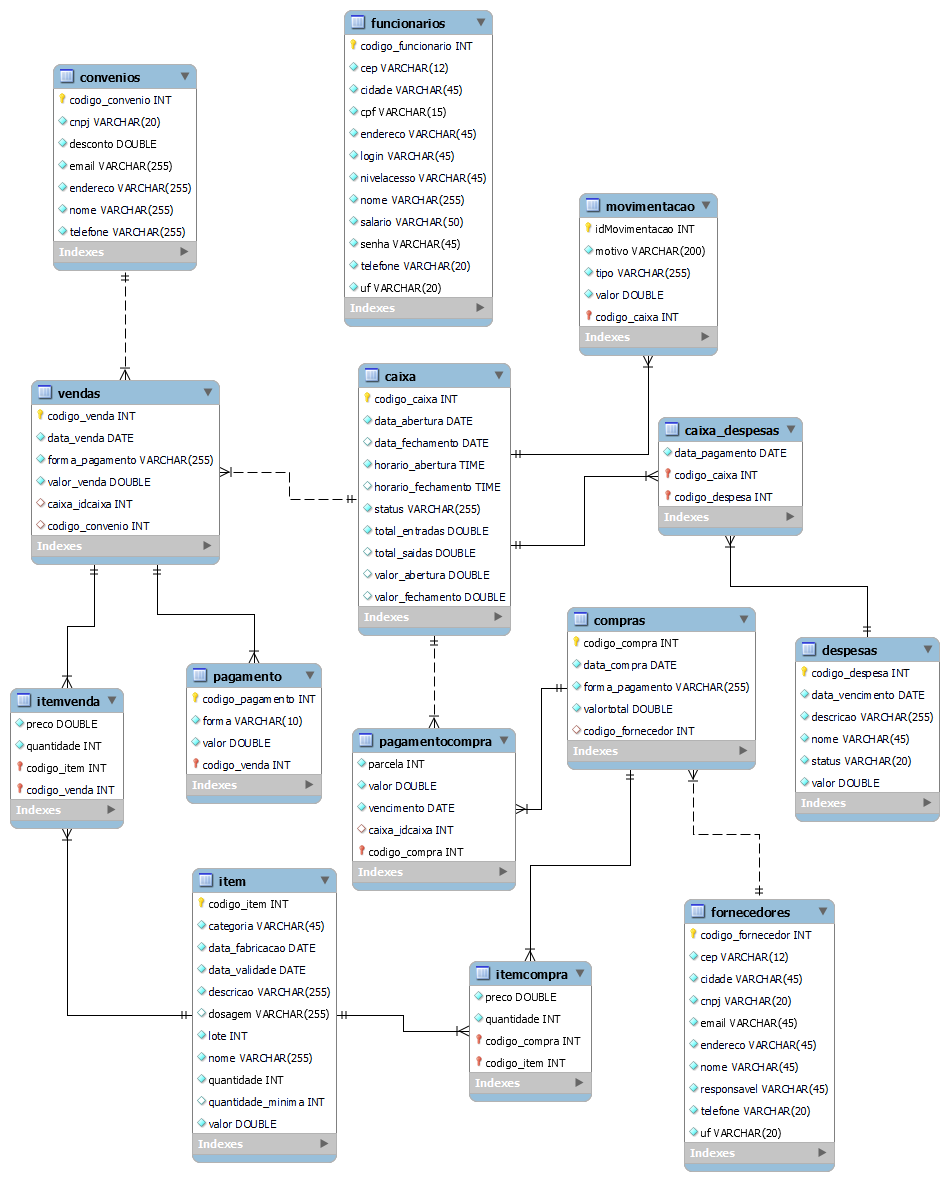 funcionarios
codigo_funcionario INT
cep VARCHAR(12)
cidade VARCHAR(45)
cpf VARCHAR(15)
endereco VARCHAR(45)
login VARCHAR(45)
nivelacesso VARCHAR(45)
nome VARCHAR(255)
salario VARCHAR(50)
senha VARCHAR(45)
telefone VARCHAR(20)
uf VARCHAR(20)
Indexes
convenios
codigo_convenio INT
cnpj VARCHAR(20)
desconto DOUBLE
email VARCHAR(255)
endereco VARCHAR(255)
nome VARCHAR(255)
telefone VARCHAR(255)
Indexes
movimentacao
idMovimentacao INT
motivo VARCHAR(200)
tipo VARCHAR(255)
valor DOUBLE
codigo_caixa INT
Indexes
vendas
codigo_venda INT
data_venda DATE
forma_pagamento VARCHAR(255)
valor_venda DOUBLE
caixa_idcaixa INT
codigo_convenio INT
Indexes
caixa
codigo_caixa INT
data_abertura DATE
data_fechamento DATE
horario_abertura TIME
horario_fechamento TIME
status VARCHAR(255)
total_entradas DOUBLE
total_saidas DOUBLE
valor_abertura DOUBLE
valor_fechamento DOUBLE
Indexes
caixa_despesas
data_pagamento DATE
codigo_caixa INT
codigo_despesa INT
Indexes
compras
codigo_compra INT
data_compra DATE
forma_pagamento VARCHAR(255)
valortotal DOUBLE
codigo_fornecedor INT
Indexes
despesas
codigo_despesa INT
data_vencimento DATE
descricao VARCHAR(255)
nome VARCHAR(45)
status VARCHAR(20)
valor DOUBLE
Indexes
itemvenda
preco DOUBLE
quantidade INT
codigo_item INT
codigo_venda INT
Indexes
pagamento
codigo_pagamento INT
forma VARCHAR(10)
valor DOUBLE
codigo_venda INT
Indexes
pagamentocompra
parcela INT
valor DOUBLE
vencimento DATE
caixa_idcaixa INT
codigo_compra INT
Indexes
item
codigo_item INT
categoria VARCHAR(45)
data_fabricacao DATE
data_validade DATE
descricao VARCHAR(255)
dosagem VARCHAR(255)
lote INT
nome VARCHAR(255)
quantidade INT
quantidade_minima INT
valor DOUBLE
Indexes
itemcompra
preco DOUBLE
quantidade INT
codigo_compra INT
codigo_item INT
Indexes
fornecedores
codigo_fornecedor INT
cep VARCHAR(12)
cidade VARCHAR(45)
cnpj VARCHAR(20)
email VARCHAR(45)
endereco VARCHAR(45)
nome VARCHAR(45)
responsavel VARCHAR(45)
telefone VARCHAR(20)
uf VARCHAR(20)
Indexes